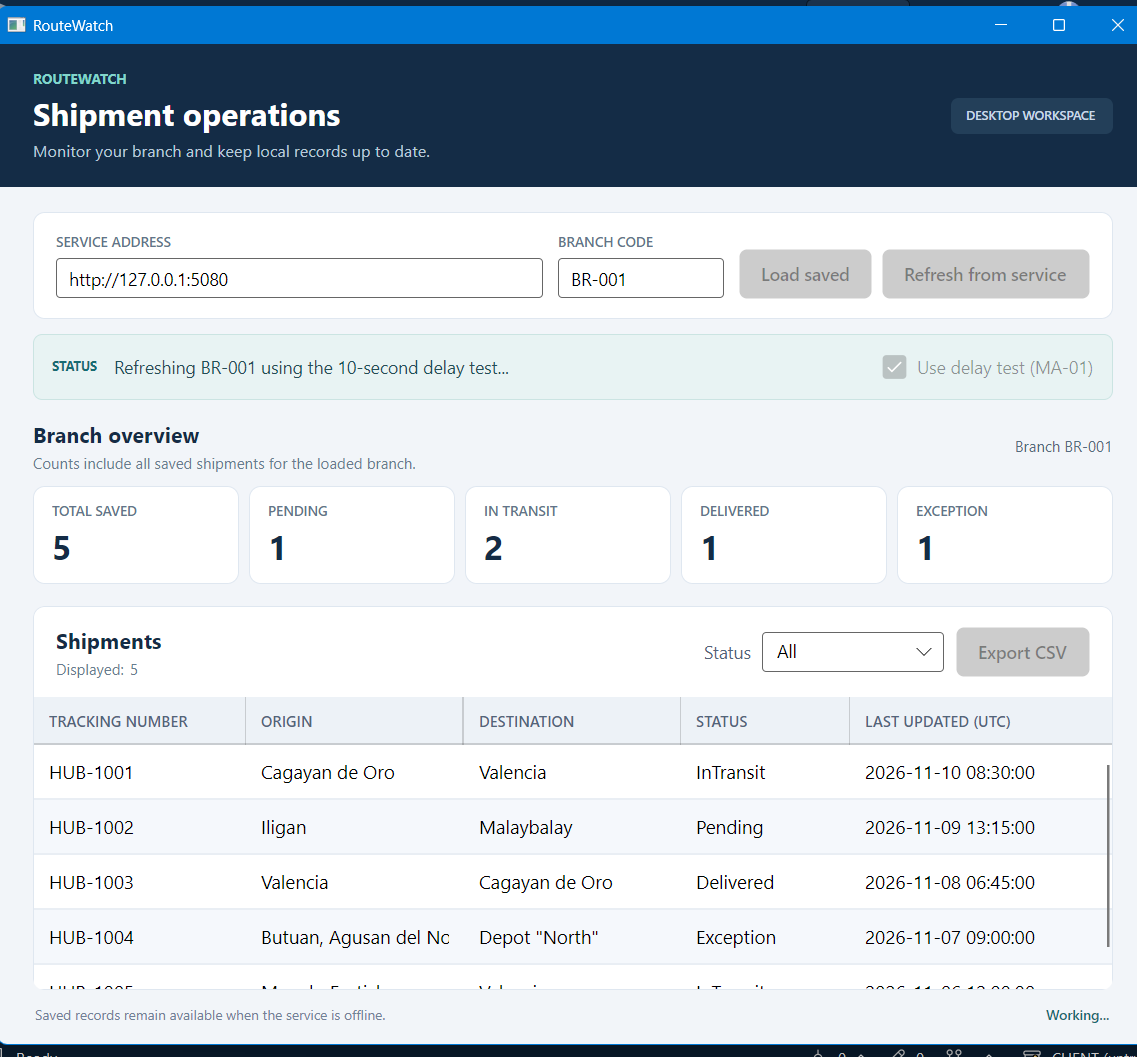 RouteWatch
ROUTEWATCH
Shipment operations
DESKTOP WORKSPACE
Monitor your branch and keep local records up to date.
SERVICE ADDRESS
BRANCH CODE
http://127.0.0.1:5080
BR-001
Load saved
Refresh from service
STATUS Refreshing BR-001 using the 10-second delay test...
Use delay test (MA-01)
Branch overview
Branch BR-001
Counts include all saved shipments for the loaded branch.
TOTAL SAVED PENDING IN TRANSIT DELIVERED EXCEPTION
5 1 2 1 1
Shipments
Status All Export CSV
Displayed: 5
TRACKING NUMBER ORIGIN DESTINATION STATUS LAST UPDATED (UTC)
HUB-1001 Cagayan de Oro Valencia InTransit 2026-11-10 08:30:00
HUB-1002 Iligan Malaybalay Pending 2026-11-09 13:15:00
HUB-1003 Valencia Cagayan de Oro Delivered 2026-11-08 06:45:00
HUB-1004 Butuan, Agusan del No Depot "North" Exception 2026-11-07 09:00:00
Saved records remain available when the service is offline.
Working...